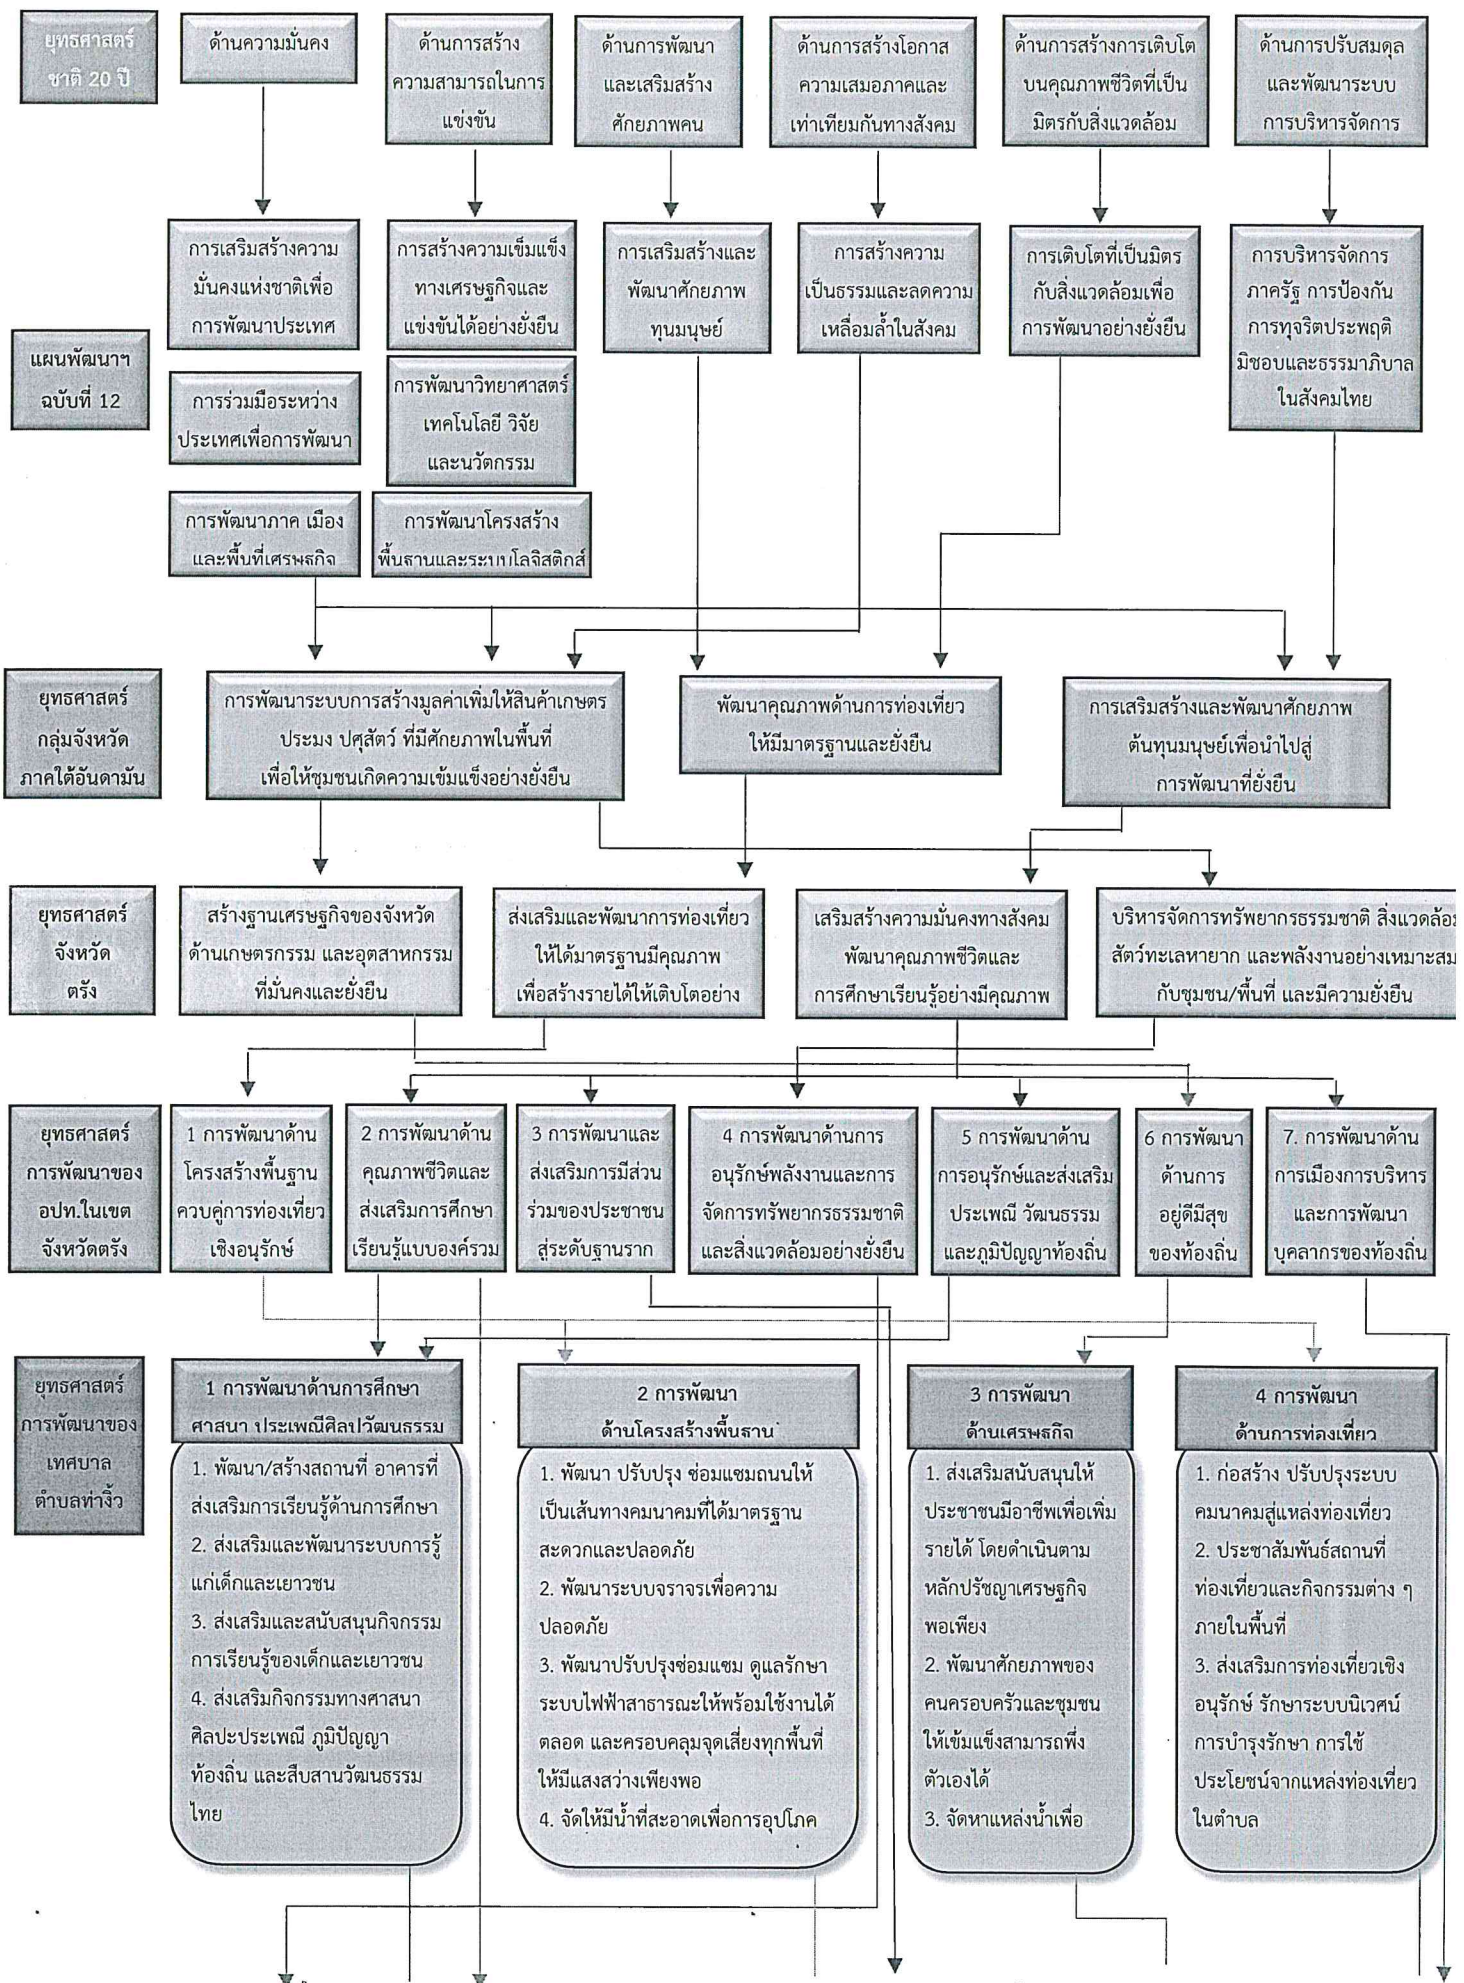 ยุทธศาสตร์
ชาติ 20 ปี
ด้านความมั่นคง
ด้านการสร้าง
ความสามารถในการ
แข่งขัน
ด้านการพัฒนา
และเสริมสร้าง
ศักยภาพคน
ด้านการสร้างโอกาส
ความเสมอภาคและ
เท่าเทียมกันทางสังคม
ด้านการสร้างการเติบโต
บนคุณภาพชีวิตที่เป็น
มิตรกับสิ่งแวดล้อม
ด้านการปรับสมดุล
และพัฒนาระบบ
การบริหารจัดการ
แผนพัฒนาฯ
ฉบับที่ 12
การเสริมสร้างความ
มั่นคงแห่งชาติเพื่อ
การพัฒนาประเทศ
การร่วมมือระหว่าง
ประเทศเพื่อการพัฒนา
การพัฒนาภาค เมือง
และพื้นที่เศรษฐกิจ
การสร้างความเข็มแข็ง
ทางเศรษฐกิจและ
แข่งขันได้อย่างยั่งยืน
การพัฒนาวิทยาศาสตร์
เทคโนโลยี วิจัย
และนวัตกรรม
การพัฒนาโครงสร้าง
พื้นฐานและระบบโลจิสติกส์
การเสริมสร้างและ
พัฒนาศักยภาพ
ทุนมนุษย์
การสร้างความ
เป็นธรรมและลดความ
เหลื่อมล้ำในสังคม
การเติบโตที่เป็นมิตร
กับสิ่งแวดล้อมเพื่อ
การพัฒนาอย่างยั่งยืน
การบริหารจัดการ
ภาครัฐ การป้องกัน
การทุจริตประพฤติ
มิชอบและธรรมาภิบาล
ในสังคมไทย
ยุทธศาสตร์
กลุ่มจังหวัด
ภาคใต้อันดามัน
การพัฒนาระบบการสร้างมูลค่าเพิ่มให้สินค้าเกษตร
ประมง ปศุสัตว์ ที่มีศักยภาพในพื้นที่
เพื่อให้ชุมชนเกิดความเข้มแข็งอย่างยั่งยืน
พัฒนาคุณภาพด้านการท่องเที่ยว
ให้มีมาตรฐานและยั่งยืน
การเสริมสร้างและพัฒนาศักยภาพ
ต้นทุนมนุษย์เพื่อนำไปสู่
การพัฒนาที่ยั่งยืน
ยุทธศาสตร์
จังหวัด
ตรัง
สร้างฐานเศรษฐกิจของจังหวัด
ด้านเกษตรกรรม และอุตสาหกรรม
ที่มั่นคงและยั่งยืน
ส่งเสริมและพัฒนาการท่องเที่ยว
ให้ได้มาตรฐานมีคุณภาพ
เพื่อสร้างรายได้ให้เติบโตอย่าง
เสริมสร้างความมั่นคงทางสังคม
พัฒนาคุณภาพชีวิตและ
การศึกษาเรียนรู้อย่างมีคุณภาพ
บริหารจัดการทรัพยากรธรรมชาติ สิ่งแวดล้อม
สัตว์ทะเลหายาก และพลังงานอย่างเหมาะสม
กับชุมชน/พื้นที่ และมีความยั่งยืน
ยุทธศาสตร์
การพัฒนาของ
อปท.ในเขต
จังหวัดตรัง
1 การพัฒนาด้าน
โครงสร้างพื้นฐาน
ควบคู่การท่องเที่ยว
เชิงอนุรักษ์
2 การพัฒนาด้าน
คุณภาพชีวิตและ
ส่งเสริมการศึกษา
เรียนรู้แบบองค์รวม
3 การพัฒนาและ
ส่งเสริมการมีส่วน
ร่วมของประชาชน
สู่ระดับฐานราก
4 การพัฒนาด้านการ
อนุรักษ์พลังงานและการ
จัดการทรัพยากรธรรมชาติ
และสิ่งแวดล้อมอย่างยั่งยืน
5 การพัฒนาด้าน
การอนุรักษ์และส่งเสริม
ประเพณี วัฒนธรรม
และภูมิปัญญาท้องถิ่น
6 การพัฒนา
ด้านการ
อยู่ดีมีสุข
ของท้องถิ่น
7. การพัฒนาด้าน
การเมืองการบริหาร
และการพัฒนา
บุคลากรของท้องถิ่น
ยุทธศาสตร์
การพัฒนาของ
เทศบาล
ตำบลท่างิ้ว
1 การพัฒนาด้านการศึกษา
ศาสนา ประเพณีศิลปวัฒนธรรม
1. พัฒนา/สร้างสถานที่ อาคารที่
ส่งเสริมการเรียนรู้ด้านการศึกษา
2. ส่งเสริมและพัฒนาระบบการรู้
แก่เด็กและเยาวชน
3. ส่งเสริมและสนับสนุนกิจกรรม
การเรียนรู้ของเด็กและเยาวชน
4. ส่งเสริมกิจกรรมทางศาสนา
ศิลปะประเพณี ภูมิปัญญา
ท้องถิ่น และสืบสานวัฒนธรรม
ไทย
2 การพัฒนา
ด้านโครงสร้างพื้นฐาน
1. พัฒนา ปรับปรุง ซ่อมแซมถนนให้
เป็นเส้นทางคมนาคมที่ได้มาตรฐาน
สะดวกและปลอดภัย
2. พัฒนาระบบจราจรเพื่อความ
ปลอดภัย
3. พัฒนาปรับปรุงซ่อมแซม ดูแลรักษา
ระบบไฟฟ้าสาธารณะให้พร้อมใช้งานได้
ตลอด และครอบคลุมจุดเสี่ยงทุกพื้นที่
ให้มีแสงสว่างเพียงพอ
4. จัดให้มีน้ำที่สะอาดเพื่อการอุปโภค
3 การพัฒนา
ด้านเศรษฐกิจ
1. ส่งเสริมสนับสนุนให้
ประชาชนมีอาชีพเพื่อเพิ่ม
รายได้ โดยดำเนินตาม
หลักปรัชญาเศรษฐกิจ
พอเพียง
2. พัฒนาศักยภาพของ
คนครอบครัวและชุมชน
ให้เข้มแข็งสามารถพึ่ง
ตัวเองได้
3. จัดหาแหล่งน้ำเพื่อ
4 การพัฒนา
ด้านการท่องเที่ยว
1. ก่อสร้าง ปรับปรุงระบบ
คมนาคมสู่แหล่งท่องเที่ยว
2. ประชาสัมพันธ์สถานที่
ท่องเที่ยวและกิจกรรมต่าง ๆ
ภายในพื้นที่
3. ส่งเสริมการท่องเที่ยวเชิง
อนุรักษ์ รักษาระบบนิเวศน์
การบำรุงรักษา การใช้
ประโยชน์จากแหล่งท่องเที่ยว
ในตำบล